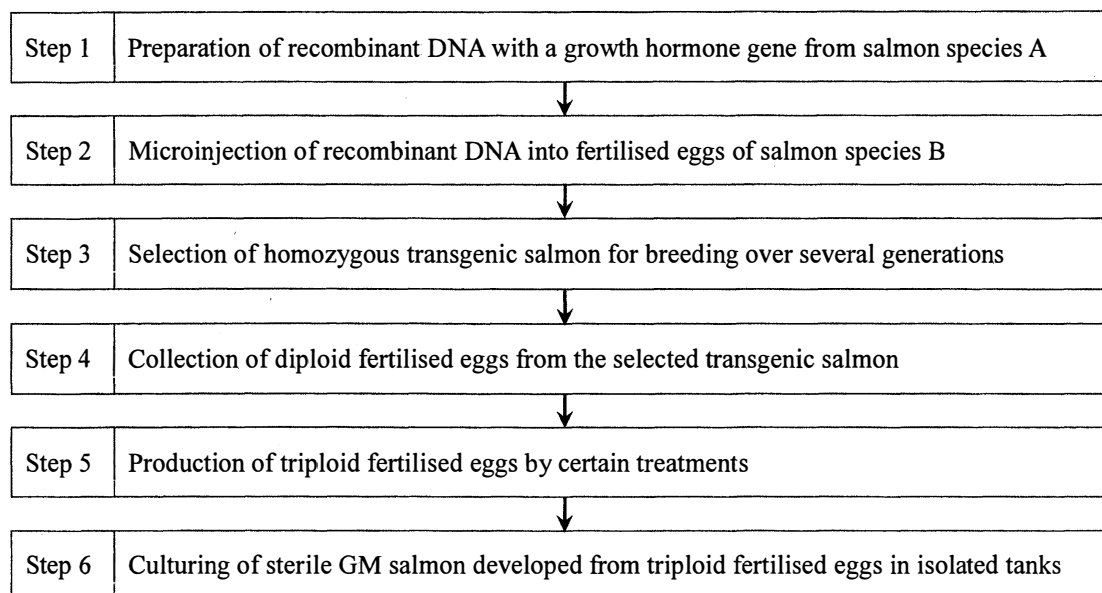 Step 1 Preparation of recombinant DNA with a growth hormone gene from salmon species A
Step 2 Microinjection of recombinant DNA into fertilised eggs of salmon species B
Step 3 Selection of homozygous transgenic salmon for breeding over several generations
Step 4 Collection of diploid fertilised eggs from the selected transgenic salmon
Step 5 Production of triploid fertilised eggs by certain treatments
Step 6 Culturing of sterile GM salmon developed from triploid fertilised eggs in isolated tanks